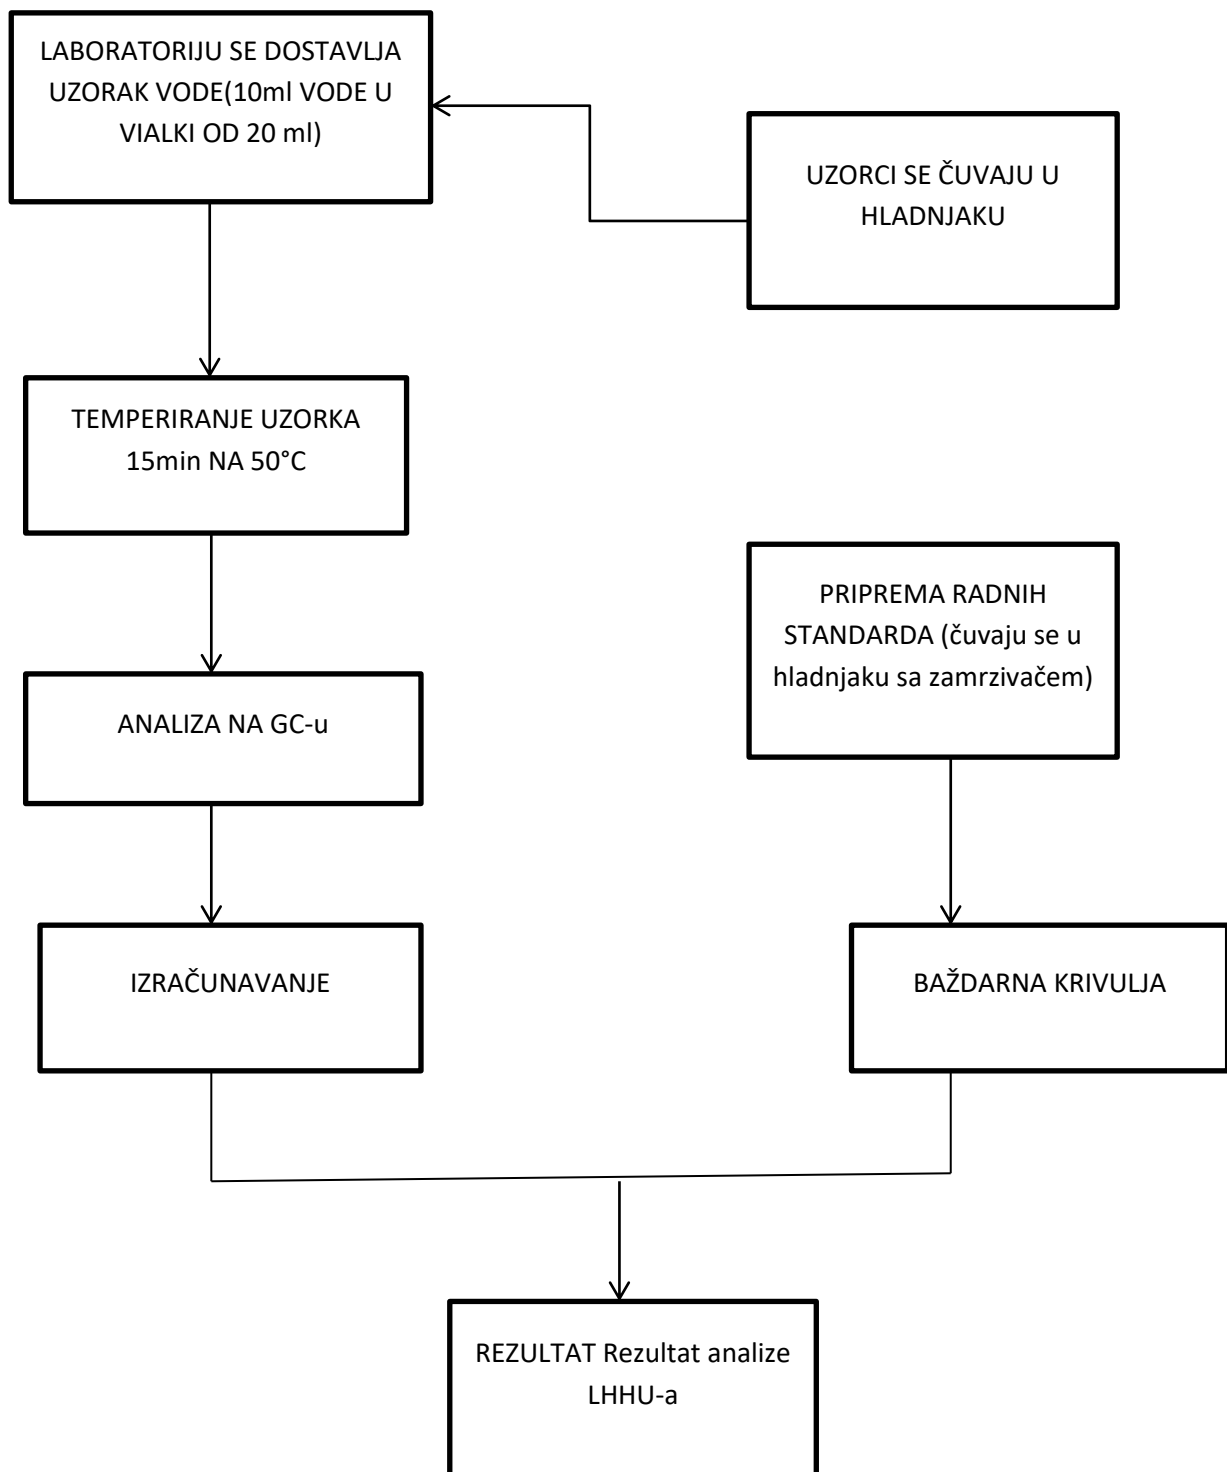 LABORATORIJU SE DOSTAVLJA
UZORAK VODE(10ml VODE U
VIALKI OD 20 ml)
UZORCI SE ČUVAJU U
HLADNJAKU
TEMPERIRANJE UZORKA
15min NA 50°C
PRIPREMA RADNIH
STANDARDA (čuvaju se u
hladnjaku sa zamrzivačem)
ANALIZA NA GC-u
IZRAČUNAVANJE
BAŽDARNA KRIVULJA
REZULTAT Rezultat analize
LHHU-a